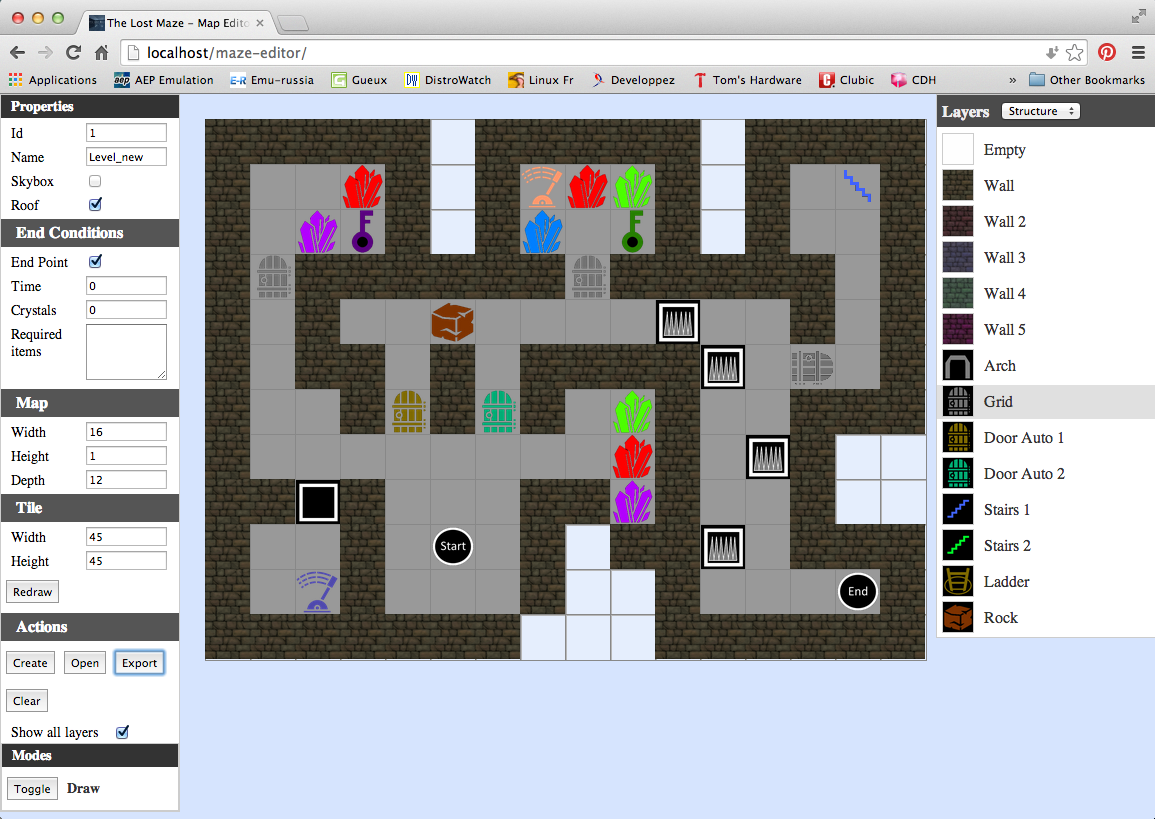 The Lost Maze – Map Edito
localhost/maze-editor/
Applications
aep AEP Emulation
E-R Emu-russia
G Gueux
DW DistroWatch
Linux Fr
Developpez
T Tom's Hardware
C Clubic
CDH
»
Other Bookmarks
Properties
Id 1
Name Level_new
Skybox
Roof
End Conditions
End Point
Time 0
Crystals 0
Required
items
Map
Width 16
Height 1
Depth 12
Tile
Width 45
Height 45
Redraw
Actions
Create Open Export
Clear
Show all layers
Modes
Toggle Draw
F
F
Start
End
Layers Structure
Empty
Wall
Wall 2
Wall 3
Wall 4
Wall 5
Arch
Grid
Door Auto 1
Door Auto 2
Stairs 1
Stairs 2
Ladder
Rock